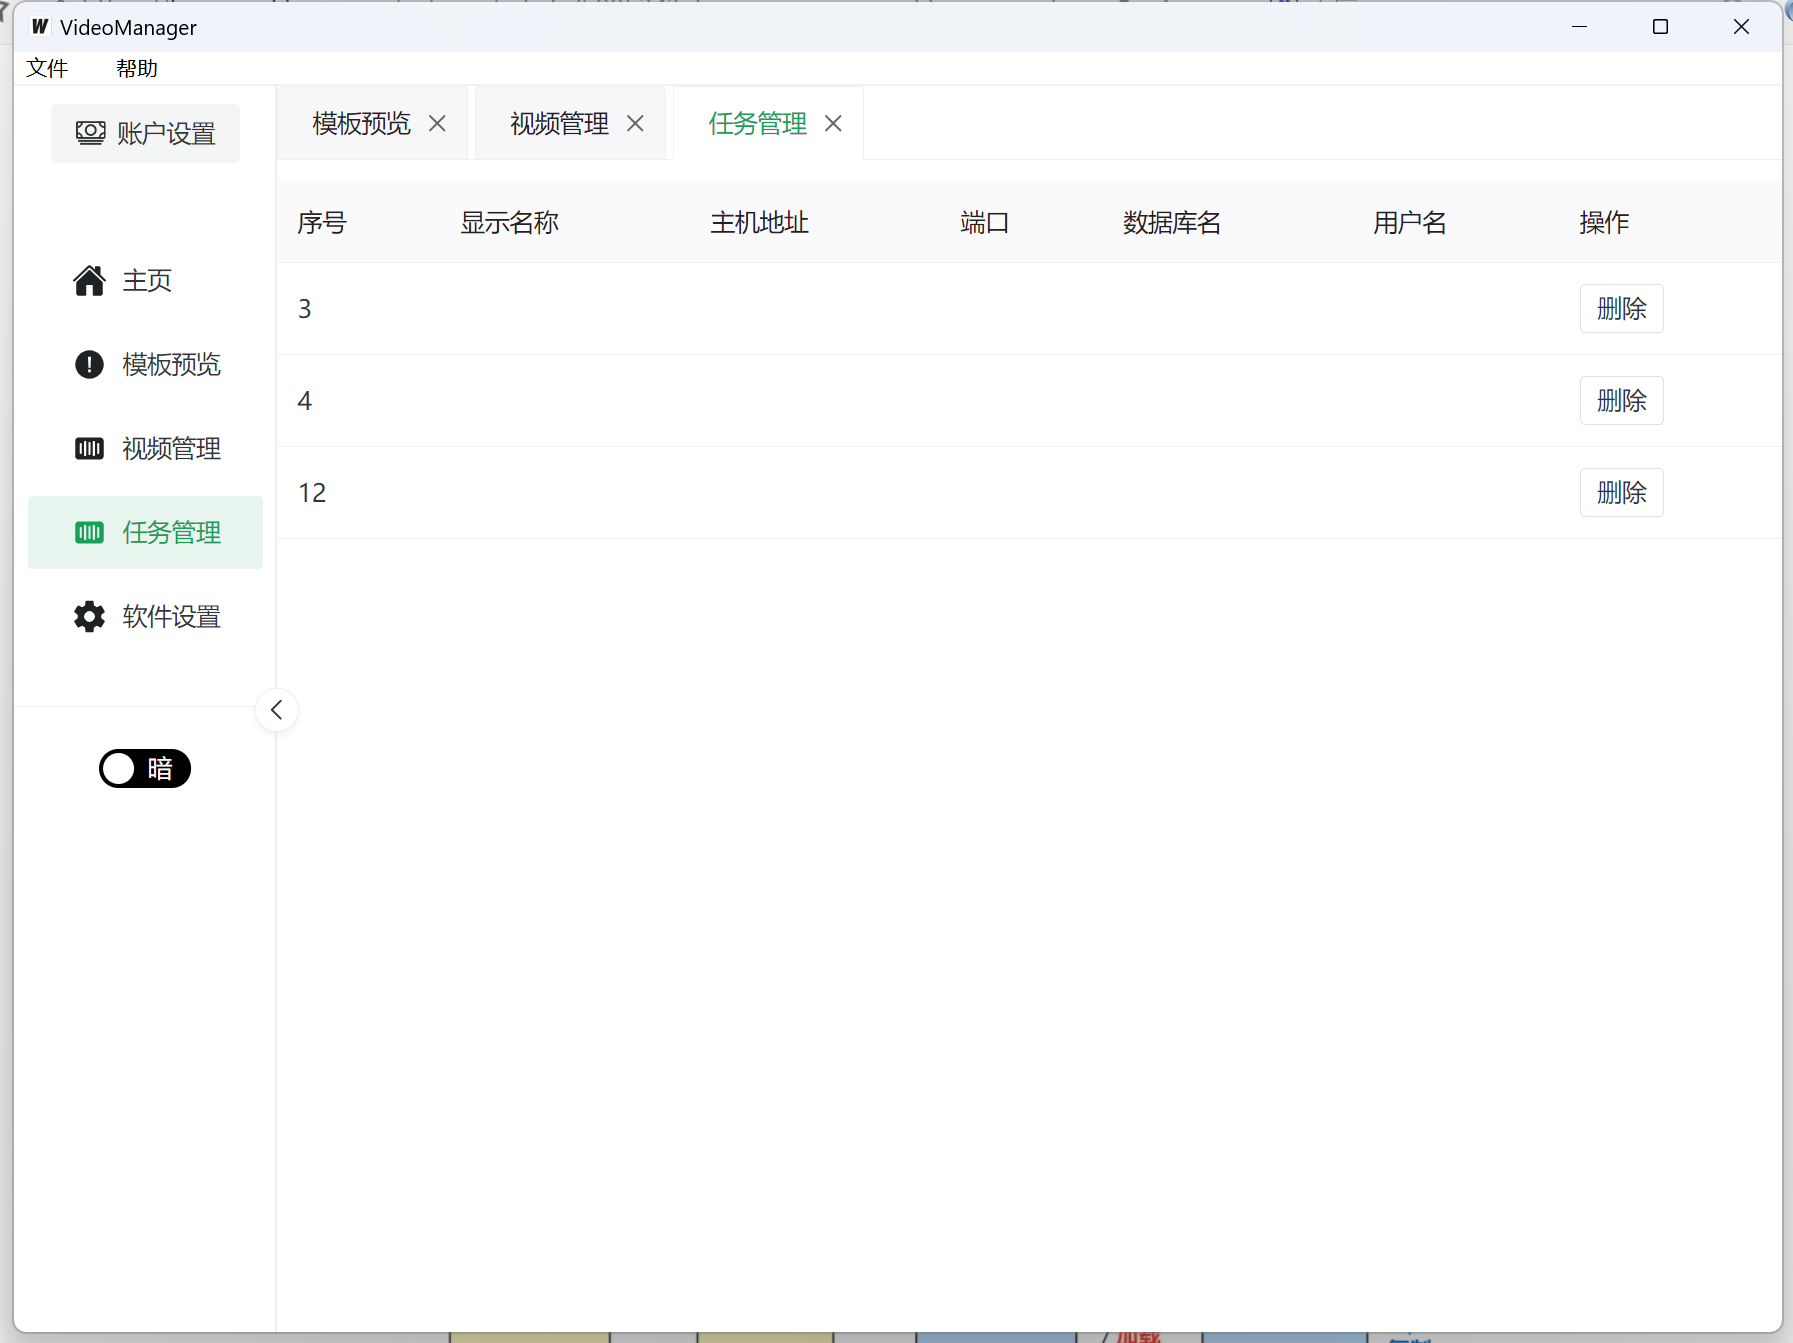 VideoManager
文件 帮助
账户设置
模板预览 视频管理 任务管理
序号 显示名称 主机地址 端口 数据库名 用户名 操作
主页
3 删除
模板预览
4 删除
视频管理
12 删除
任务管理
软件设置
暗
加载